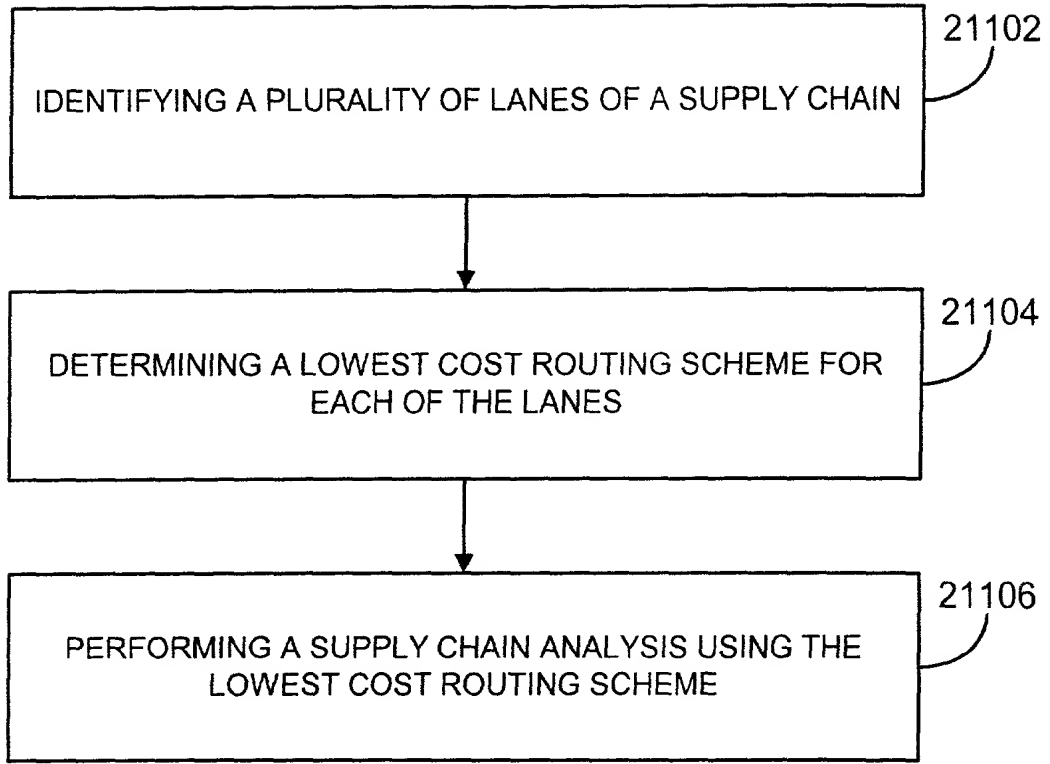 21102
IDENTIFYING A PLURALITY OF LANES OF A SUPPLY CHAIN
21104
DETERMINING A LOWEST COST ROUTING SCHEME FOR
EACH OF THE LANES
21106
PERFORMING A SUPPLY CHAIN ANALYSIS USING THE
LOWEST COST ROUTING SCHEME